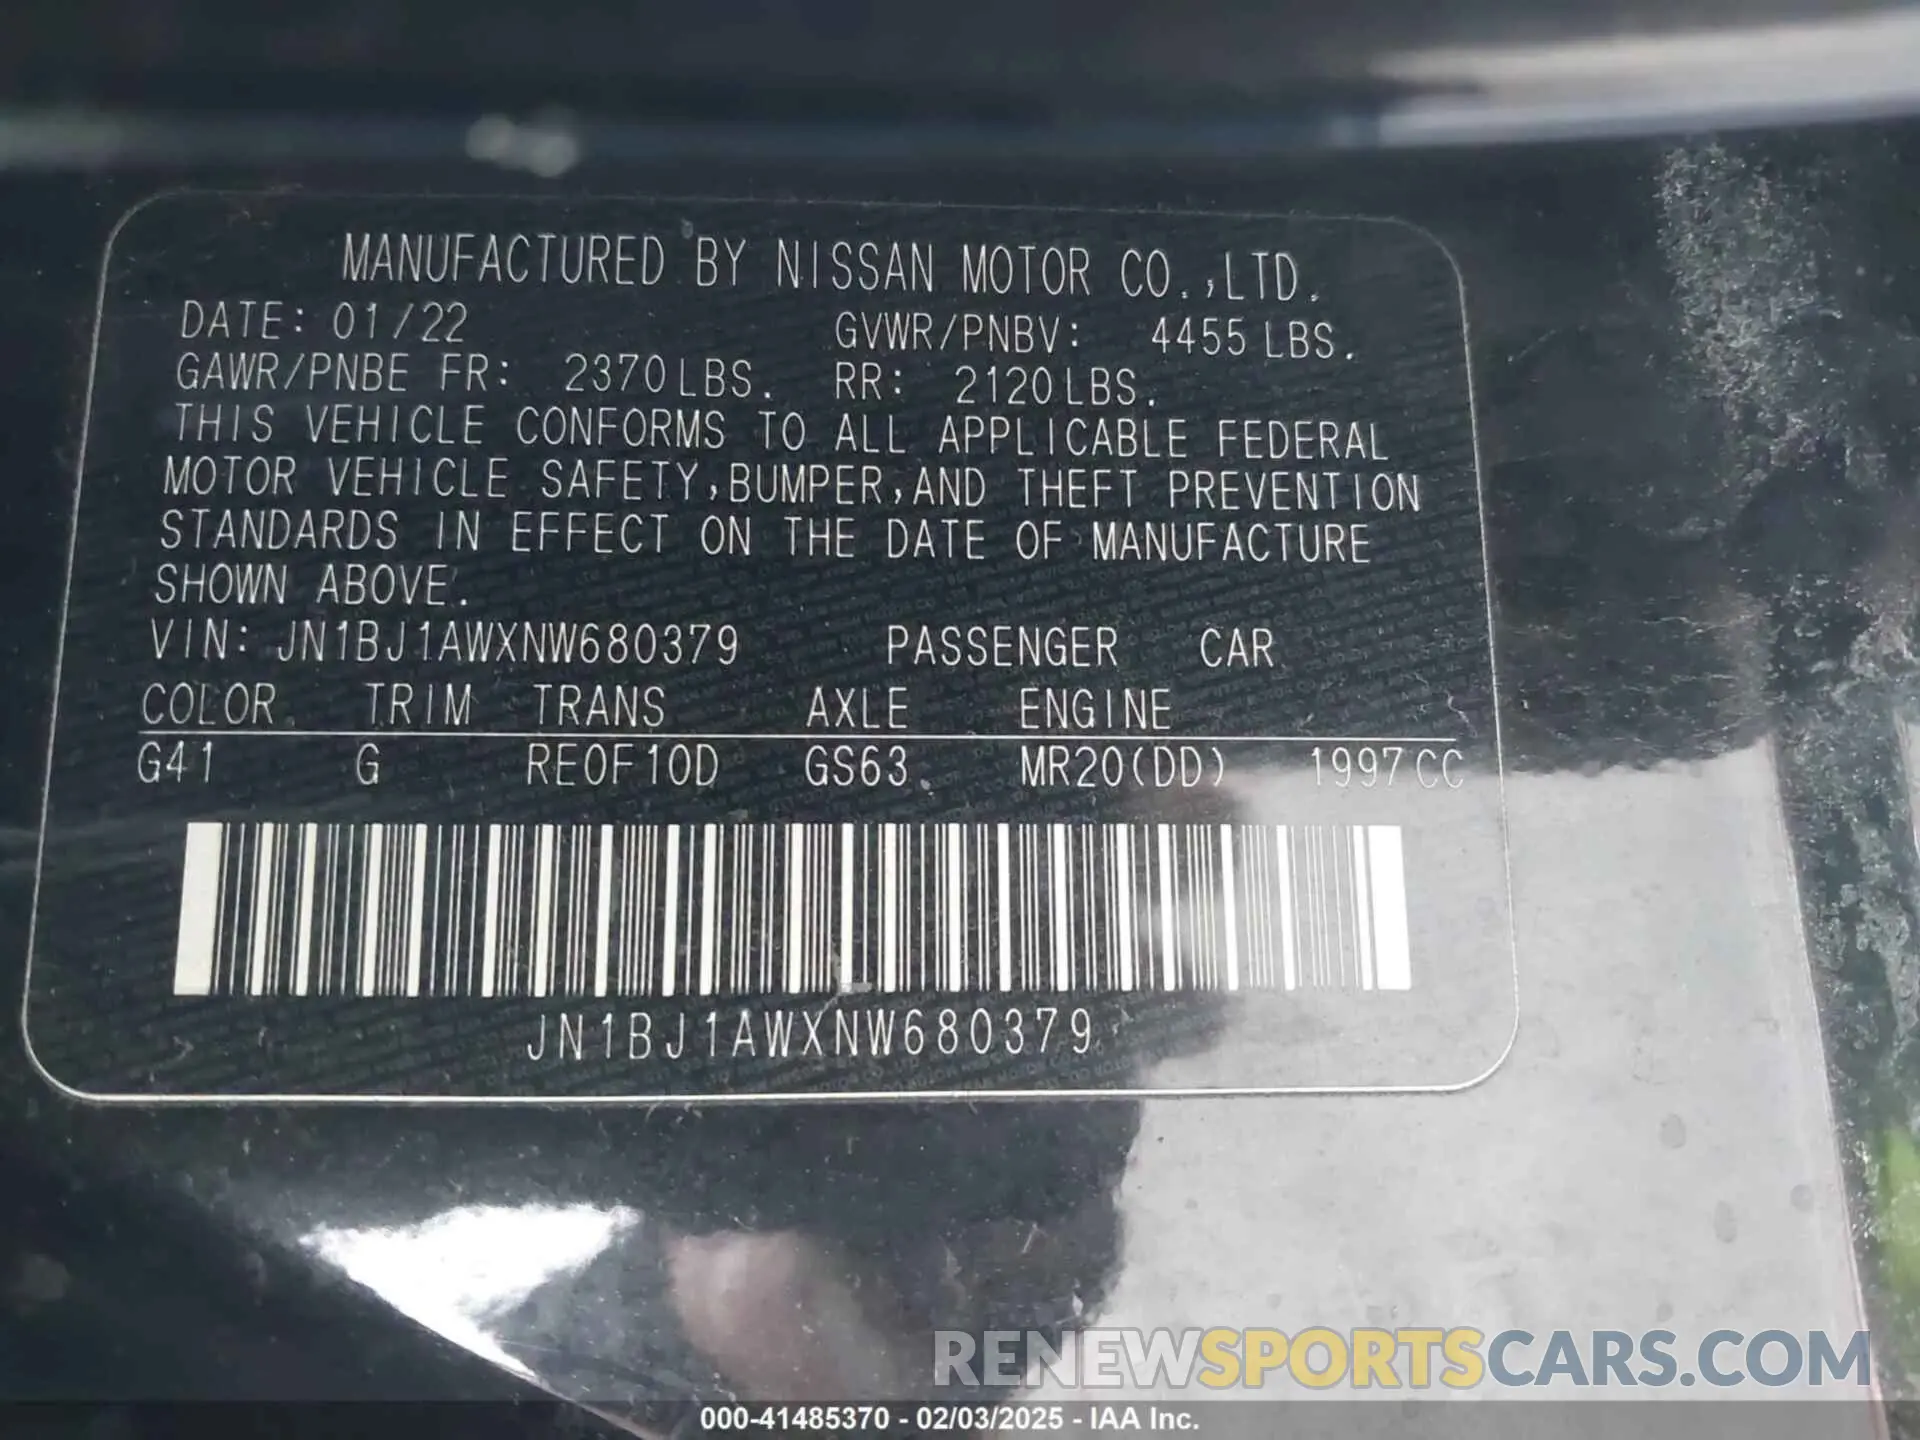 MANUFACTURED BY NISSAN MOTOR CO.,LTD.
DATE: 01/22 GVWR/PNBV: 4455 LBS.
GAWR/PNBE FR: 2370 LBS. RR: 2120 LBS.
THIS VEHICLE CONFORMS TO ALL APPLICABLE FEDERAL
MOTOR VEHICLE SAFETY,BUMPER,AND THEFT PREVENTION
STANDARDS IN EFFECT ON THE DATE OF MANUFACTURE
SHOWN ABOVE.
VIN: JN1BJ1AWXNW680379 PASSENGER CAR
COLOR TRIM TRANS AXLE ENGINE
G41 G RE0F10D GS63 MR20(DD) 1997CC
JN1BJ1AWXNW680379
RENEWSPORTSCARS.COM
000-41485370 - 02/03/2025 - IAA Inc.